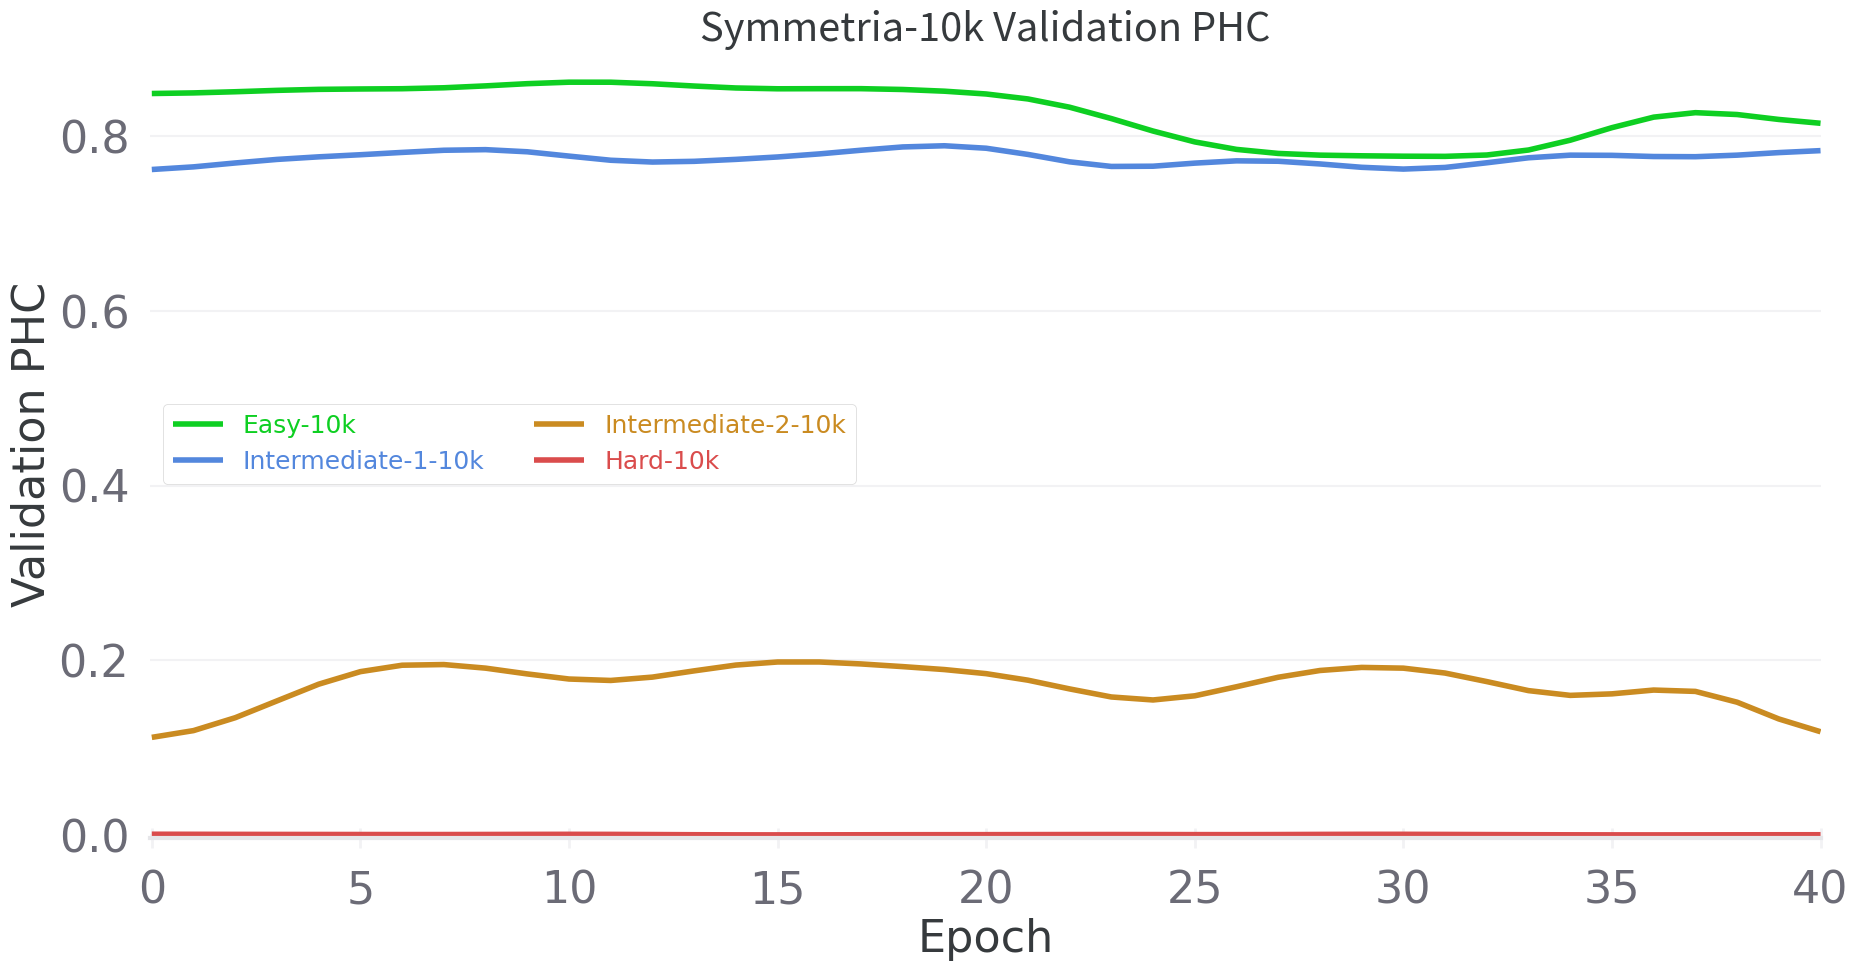 Symmetria-10k Validation PHC
Validation PHC
0.8
0.6
0.4
0.2
0.0
Easy-10k
Intermediate-1-10k
Intermediate-2-10k
Hard-10k
0 5 10 15 20 25 30 35 40
Epoch